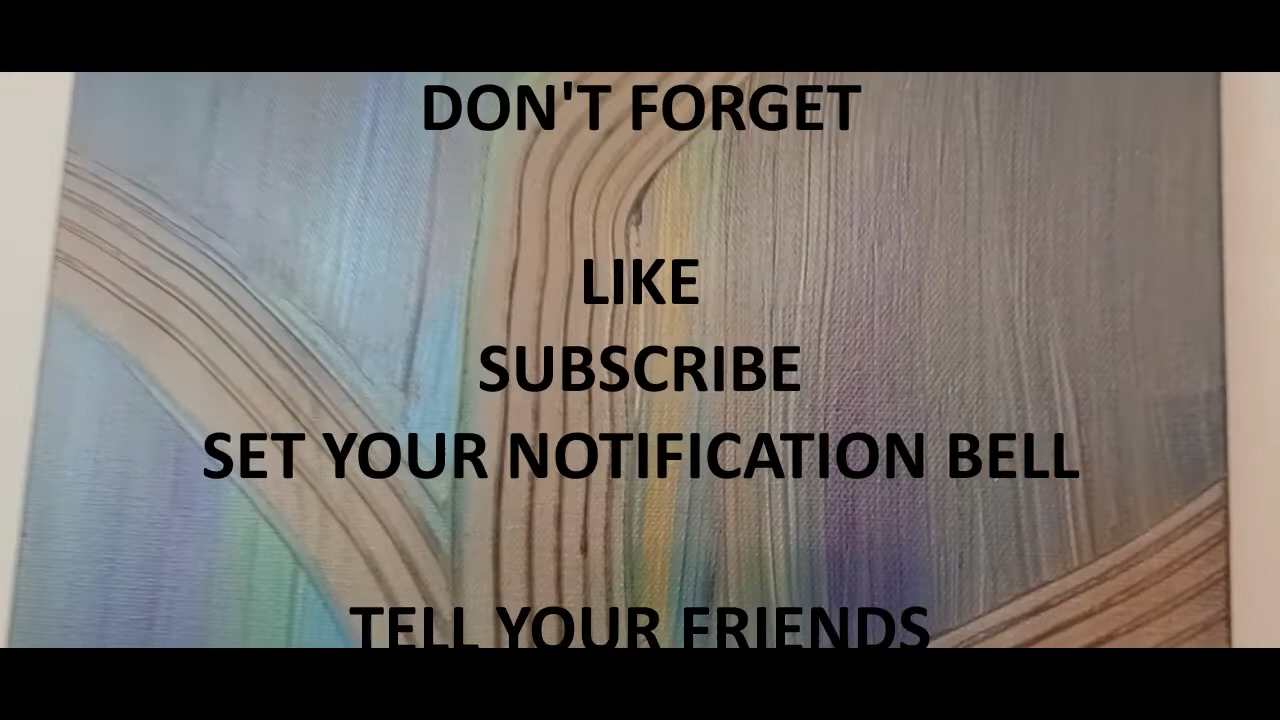 DON'T FORGET
LIKE
SUBSCRIBE
SET YOUR NOTIFICATION BELL
TELL YOUR FRIENDS